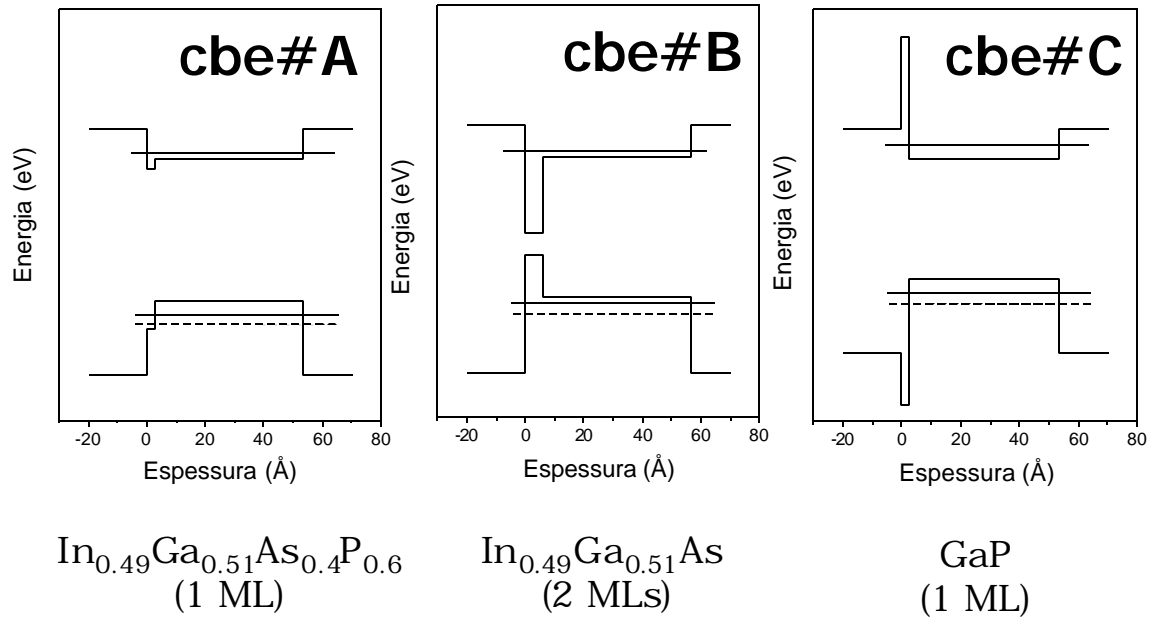 cbe#A
Energia (eV)
-20 0 20 40 60 80
Espessura (Å)
In0.49Ga0.51As0.4P0.6
(1 ML)
cbe#B
Energia (eV)
-20 0 20 40 60 80
Espessura (Å)
In0.49Ga0.51As
(2 MLs)
cbe#C
Energia (eV)
-20 0 20 40 60 80
Espessura (Å)
GaP
(1 ML)